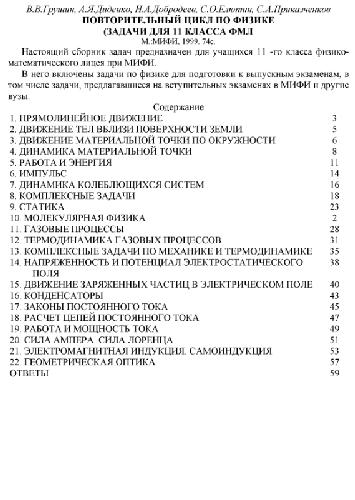 В.В.Грушин, А.Я.Диденко, Н.А.Добродеев, С.О.Елютин, С.А.Приказченков
ПОВТОРИТЕЛЬНЫЙ ЦИКЛ ПО ФИЗИКЕ
(ЗАДАЧИ ДЛЯ 11 КЛАССА ФМЛ
М.:МИФИ, 1999, 74с.
Настоящий сборник задач предназначен для учащихся 11 -го класса физико-
математического лицея при МИФИ.
В него включены задачи по физике для подготовки к выпускным экзаменам, в
том числе задачи, предлагавшиеся на вступительных экзаменах в МИФИ и другие
вузы.
Содержание
1. ПРЯМОЛИНЕЙНОЕ ДВИЖЕНИЕ 3
2. ДВИЖЕНИЕ ТЕЛ ВБЛИЗИ ПОВЕРХНОСТИ ЗЕМЛИ 5
3. ДВИЖЕНИЕ МАТЕРИАЛЬНОЙ ТОЧКИ ПО ОКРУЖНОСТИ 6
4. ДИНАМИКА МАТЕРИАЛЬНОЙ ТОЧКИ 8
5. РАБОТА И ЭНЕРГИЯ 11
6. ИМПУЛЬС 14
7. ДИНАМИКА КОЛЕБЛЮЩИХСЯ СИСТЕМ 16
8. КОМПЛЕКСНЫЕ ЗАДАЧИ 18
9. СТАТИКА 23
10. МОЛЕКУЛЯРНАЯ ФИЗИКА 2
11. ГАЗОВЫЕ ПРОЦЕССЫ 28
12. ТЕРМОДИНАМИКА ГАЗОВЫХ ПРОЦЕССОВ 31
13. КОМПЛЕКСНЫЕ ЗАДАЧИ ПО МЕХАНИКЕ И ТЕРМОДИНАМИКЕ 35
14. НАПРЯЖЕННОСТЬ И ПОТЕНЦИАЛ ЭЛЕКТРОСТАТИЧЕСКОГО 38
ПОЛЯ
15. ДВИЖЕНИЕ ЗАРЯЖЕННЫХ ЧАСТИЦ В ЭЛЕКТРИЧЕСКОМ ПОЛЕ 40
16. КОНДЕНСАТОРЫ 43
17. ЗАКОНЫ ПОСТОЯННОГО ТОКА 45
18. РАСЧЕТ ЦЕПЕЙ ПОСТОЯННОГО ТОКА 47
19. РАБОТА И МОЩНОСТЬ ТОКА 49
20. СИЛА АМПЕРА. СИЛА ЛОРЕНЦА 51
21. ЭЛЕКТРОМАГНИТНАЯ ИНДУКЦИЯ. САМОИНДУКЦИЯ 53
22. ГЕОМЕТРИЧЕСКАЯ ОПТИКА 57
ОТВЕТЫ 59